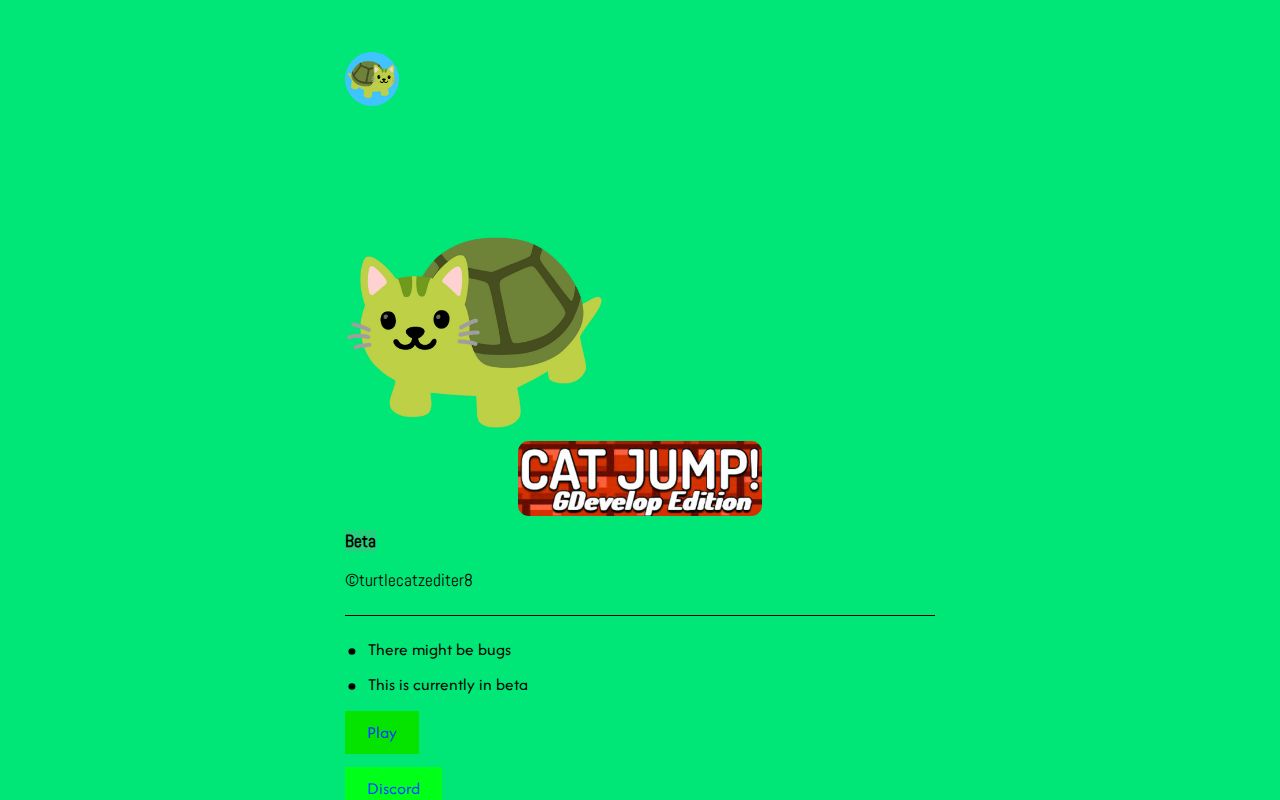 CAT JUMP!
GDevelop Edition
Beta
©turtlecatzediter8
There might be bugs
This is currently in beta
Play
Discord